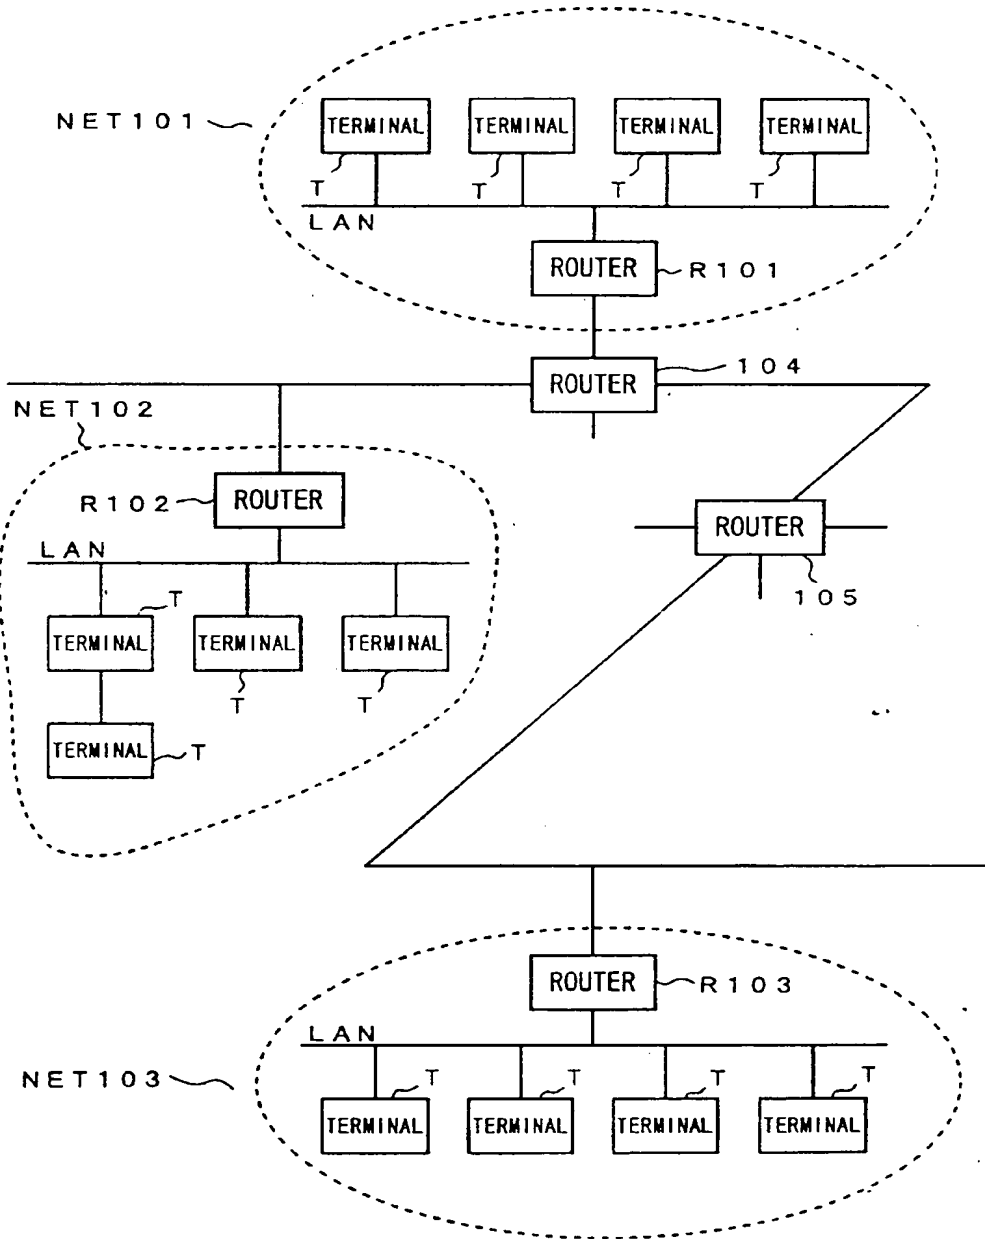 NET101
TERMINAL TERMINAL TERMINAL TERMINAL
T T T T
LAN
ROUTER R101
ROUTER 104
NET102
R102 ROUTER
ROUTER
105
LAN
T
TERMINAL TERMINAL TERMINAL
T T
TERMINAL T
ROUTER R103
LAN
NET103
T T T T
TERMINAL TERMINAL TERMINAL TERMINAL